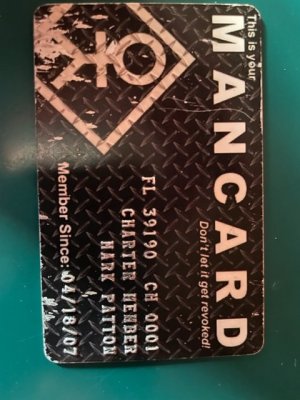 This is your
MANCARD
Don't let it get revoked!
FL 39190 CH 0001
CHARTER MEMBER
MARK PATTON
Member Since: 04/18/07